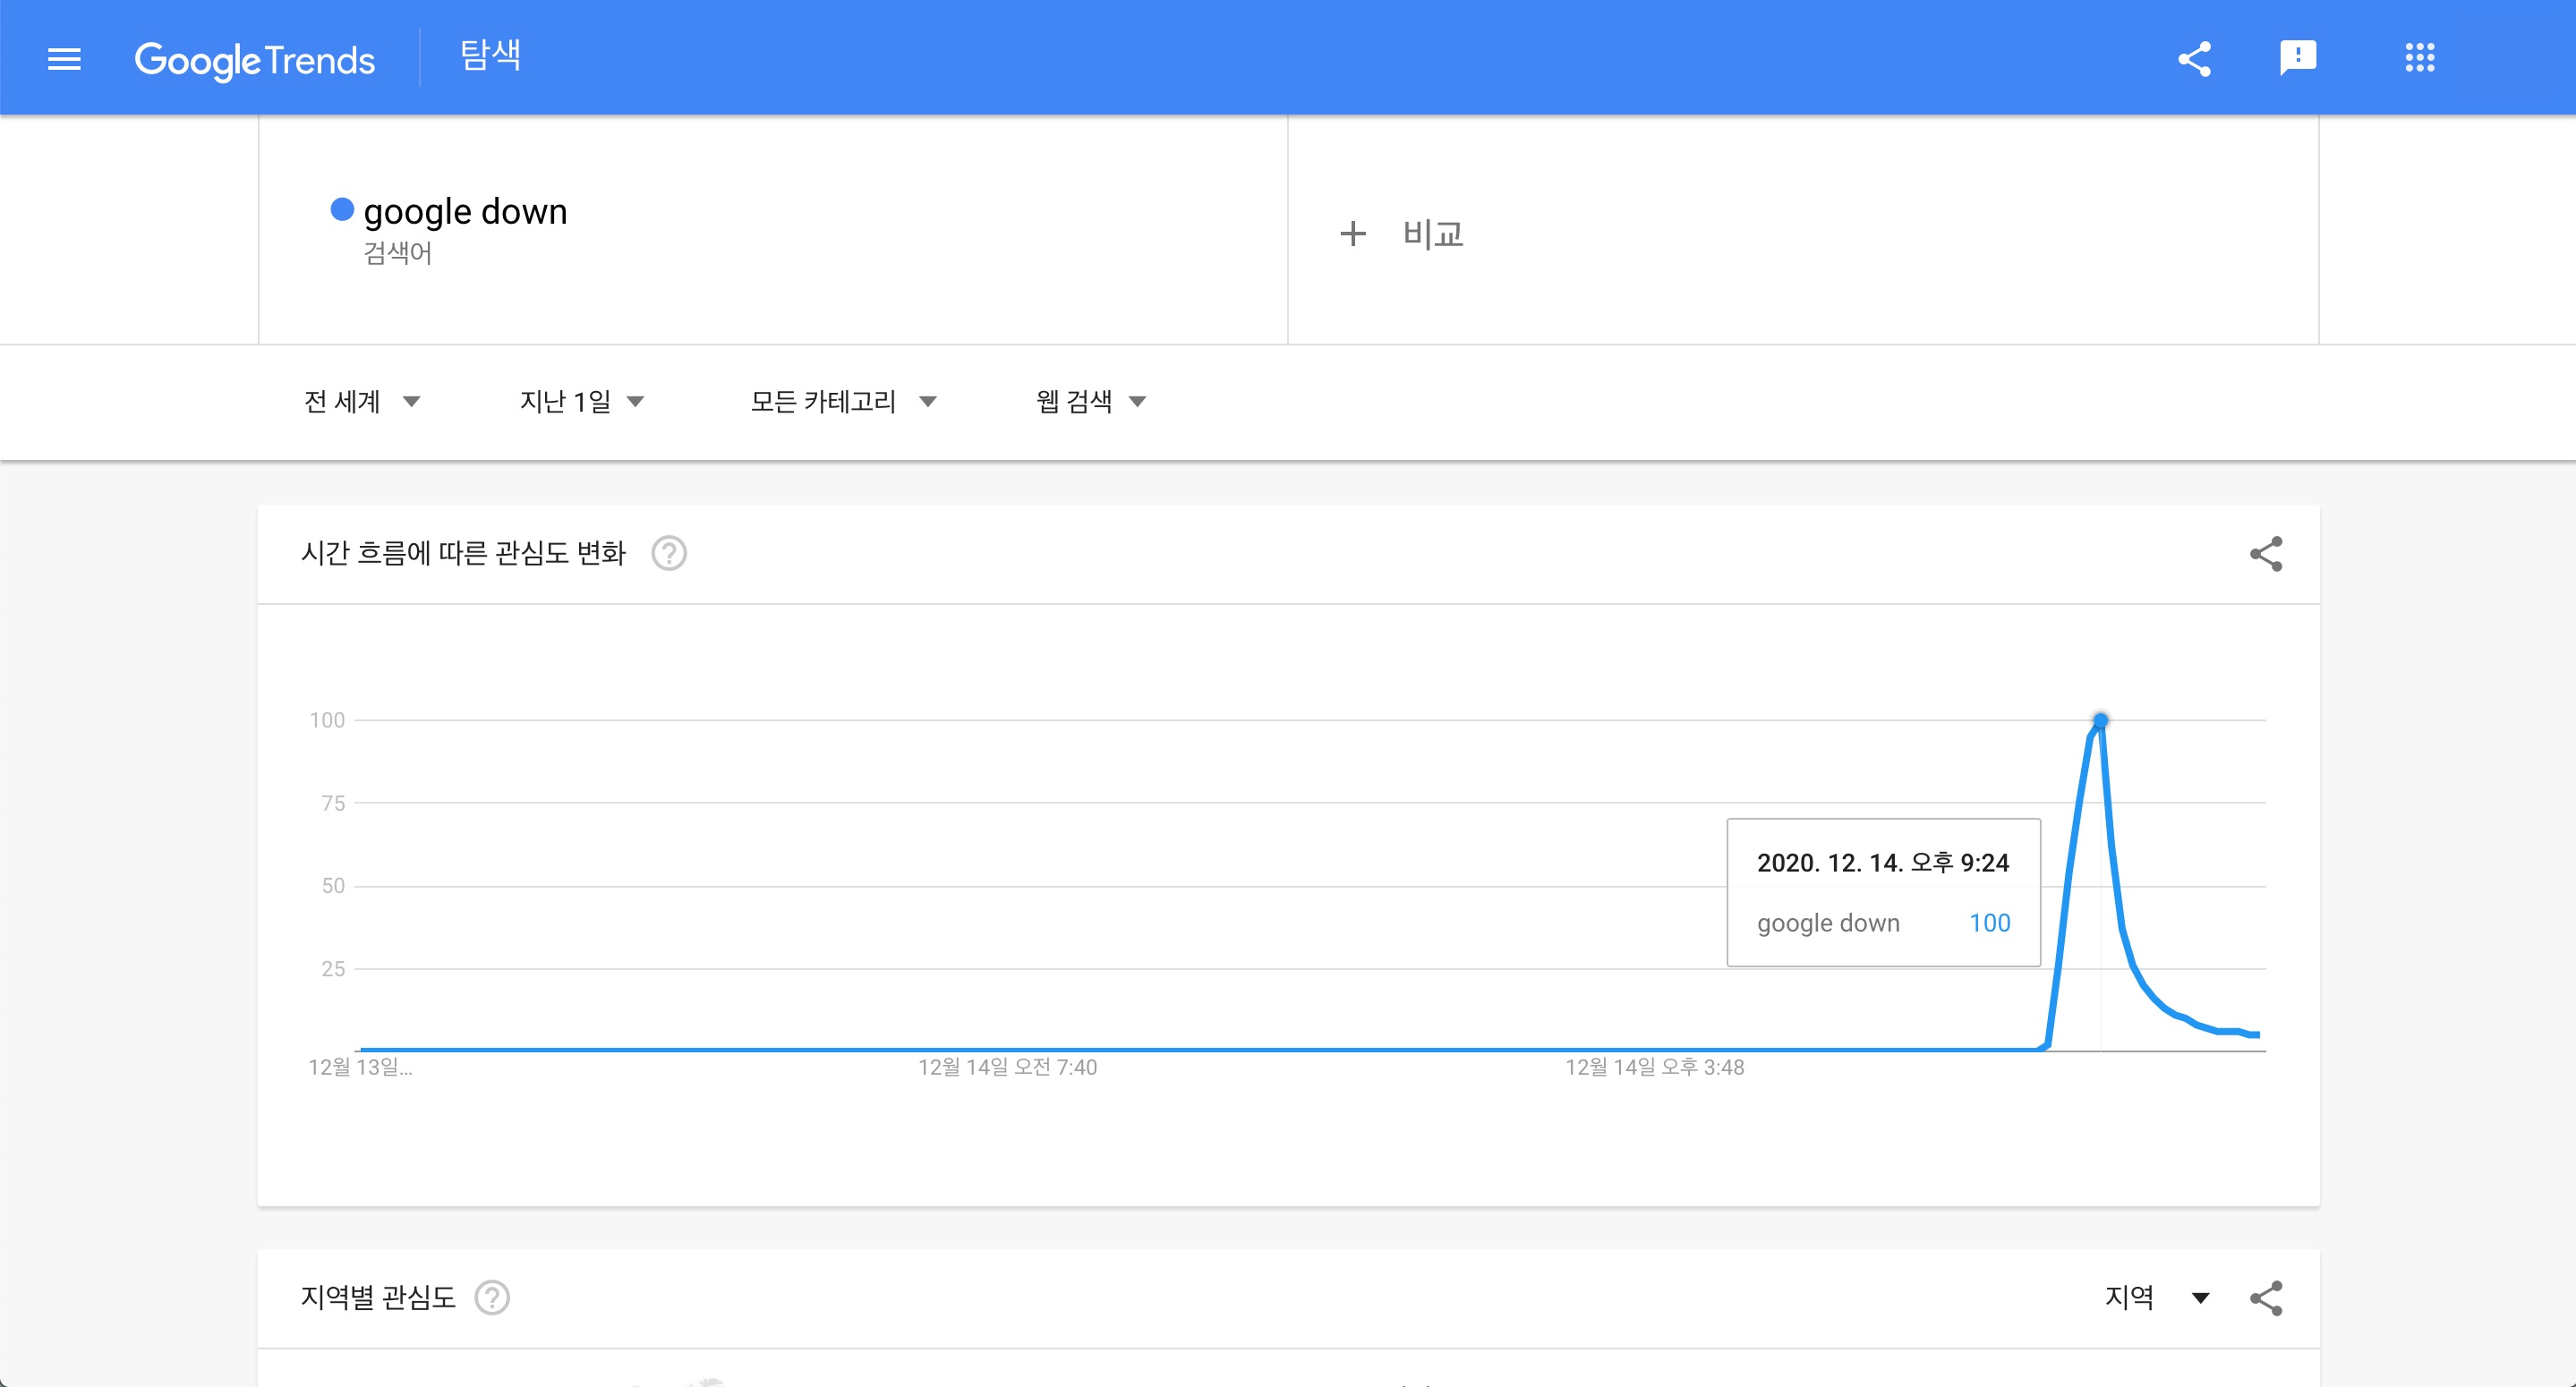 Google Trends 탐색
google down
검색어
+ 비교
전 세계 지난 1일 모든 카테고리 웹 검색
시간 흐름에 따른 관심도 변화 ?
100
75
50
25
2020. 12. 14. 오후 9:24
google down 100
12월 13일... 12월 14일 오전 7:40 12월 14일 오후 3:48
지역별 관심도 ? 지역